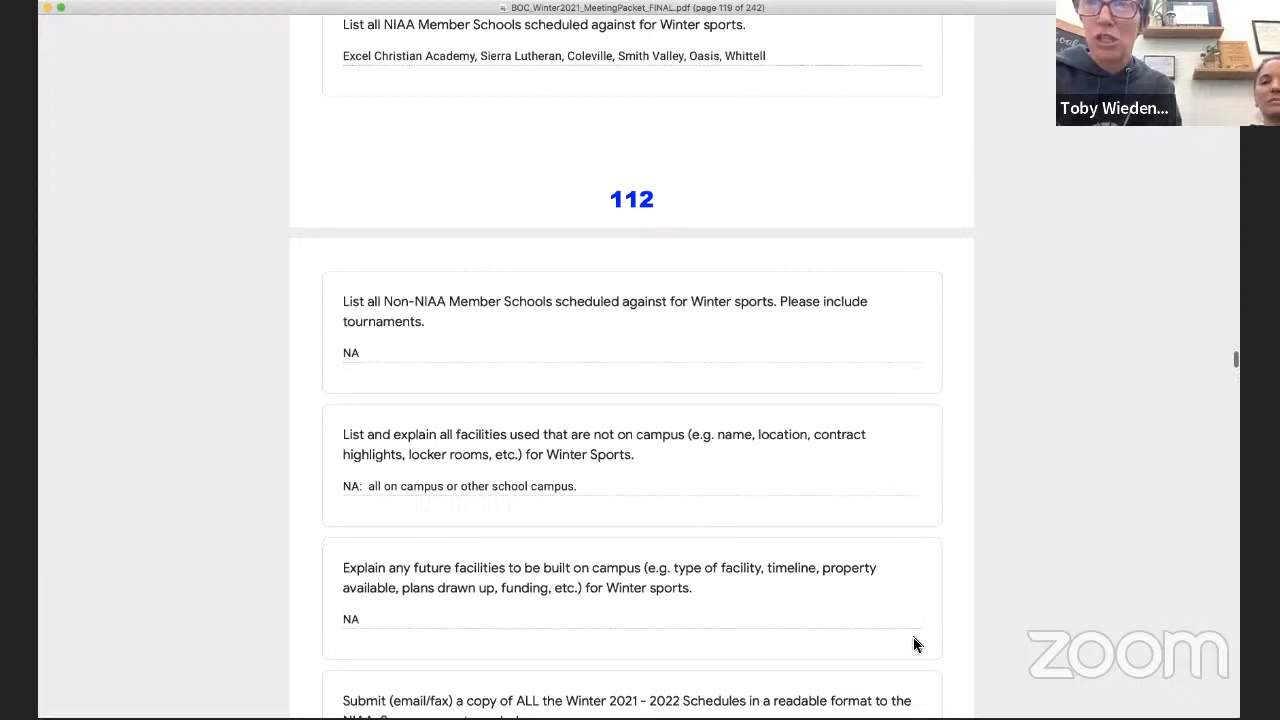 BOC_Winter2021_MeetingPacket_FINAL.pdf (page 119 of 242)
List all NIAA Member Schools scheduled against for Winter sports.
Excel Christian Academy, Sierra Lutheran, Coleville, Smith Valley, Oasis, Whittell
Toby Wieden...
112
List all Non-NIAA Member Schools scheduled against for Winter sports. Please include
tournaments.
NA
List and explain all facilities used that are not on campus (e.g. name, location, contract
highlights, locker rooms, etc.) for Winter Sports.
NA: all on campus or other school campus.
Explain any future facilities to be built on campus (e.g. type of facility, timeline, property
available, plans drawn up, funding, etc.) for Winter sports.
NA
Submit (email/fax) a copy of ALL the Winter 2021 - 2022 Schedules in a readable format to the
zoom